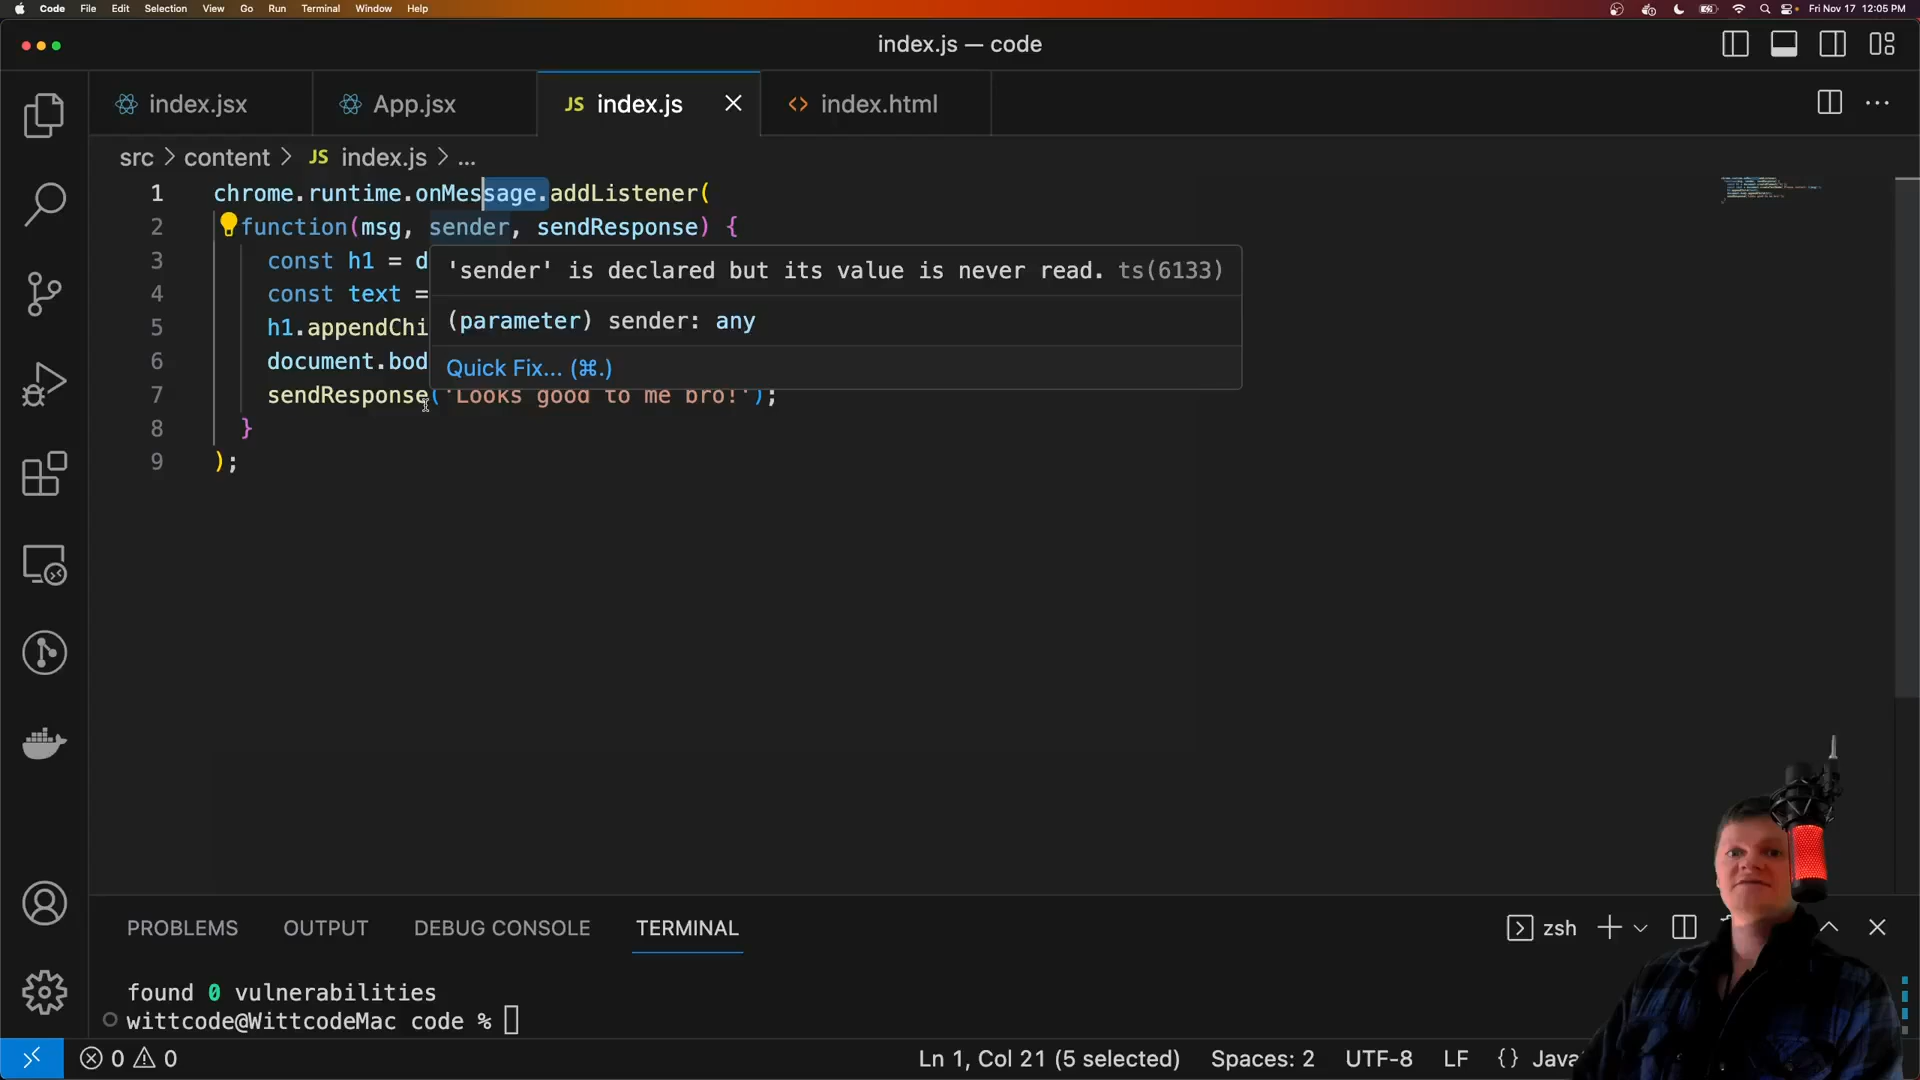 Code File Edit Selection View Go Run Terminal Window Help Fri Nov 17 12:05 PM
index.js — code
index.jsx App.jsx JS index.js index.html
src > content > JS index.js > ...
1 chrome.runtime.onMessage.addListener(
2 function(msg, sender, sendResponse) {
3 const h1 = d
'sender' is declared but its value is never read. ts(6133)
4 const text =
(parameter) sender: any
5 h1.appendChi
6 document.bod
Quick Fix... (⌘.)
7 sendResponse('Looks good to me bro!');
8 }
9 );
PROBLEMS OUTPUT DEBUG CONSOLE TERMINAL zsh
found 0 vulnerabilities
wittcode@WittcodeMac code %
0 0 Ln 1, Col 21 (5 selected) Spaces: 2 UTF-8 LF {} Java